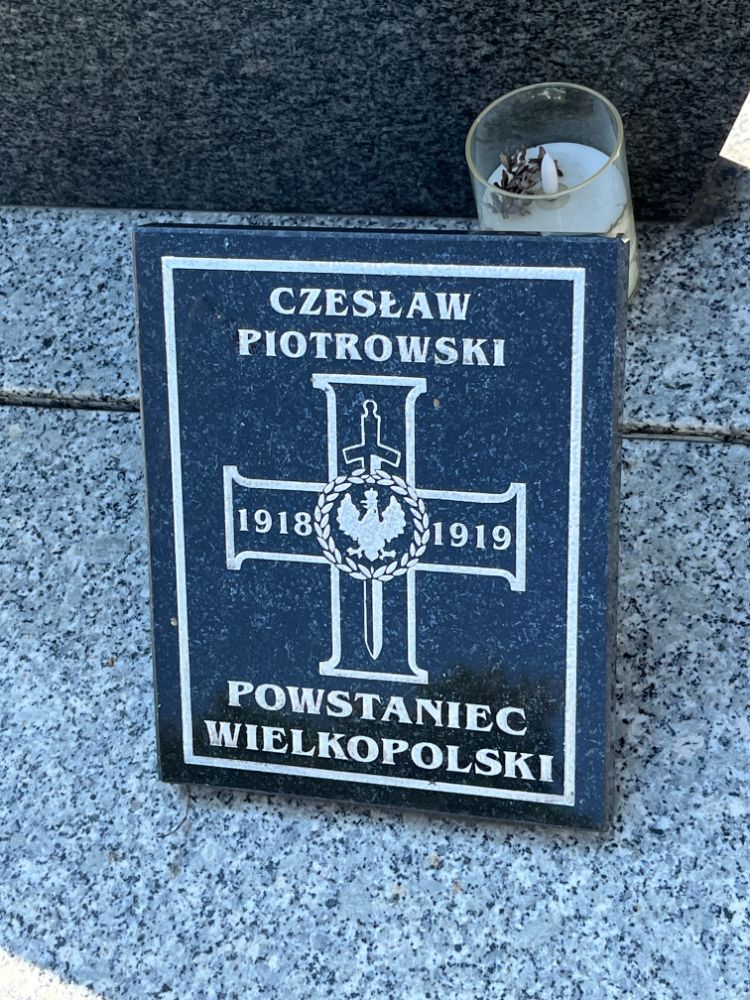 CZESŁAW
PIOTROWSKI
1918 1919
POWSTANIEC
WIELKOPOLSKI